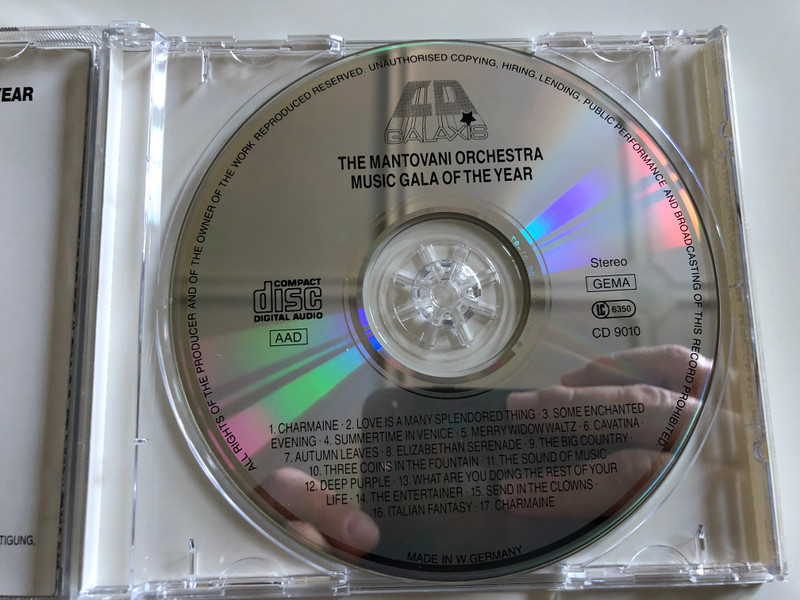 YEAR
TIGUNG,
ALL RIGHTS OF THE PRODUCER AND OF THE OWNER OF THE WORK REPRODUCED RESERVED. UNAUTHORISED COPYING, HIRING, LENDING, PUBLIC PERFORMANCE AND BROADCASTING OF THIS RECORD PROHIBITED.
CD
GALAXIS
THE MANTOVANI ORCHESTRA
MUSIC GALA OF THE YEAR
COMPACT
disc
DIGITAL AUDIO
AAD
Stereo
GEMA
LC 6350
CD 9010
1. CHARMAINE · 2. LOVE IS A MANY SPLENDORED THING · 3. SOME ENCHANTED
EVENING · 4. SUMMERTIME IN VENICE · 5. MERRY WIDOW WALTZ · 6. CAVATINA ·
7. AUTUMN LEAVES · 8. ELIZABETHAN SERENADE · 9. THE BIG COUNTRY ·
10. THREE COINS IN THE FOUNTAIN · 11. THE SOUND OF MUSIC ·
12. DEEP PURPLE · 13. WHAT ARE YOU DOING THE REST OF YOUR
LIFE · 14. THE ENTERTAINER · 15. SEND IN THE CLOWNS ·
16. ITALIAN FANTASY · 17. CHARMAINE
MADE IN W. GERMANY